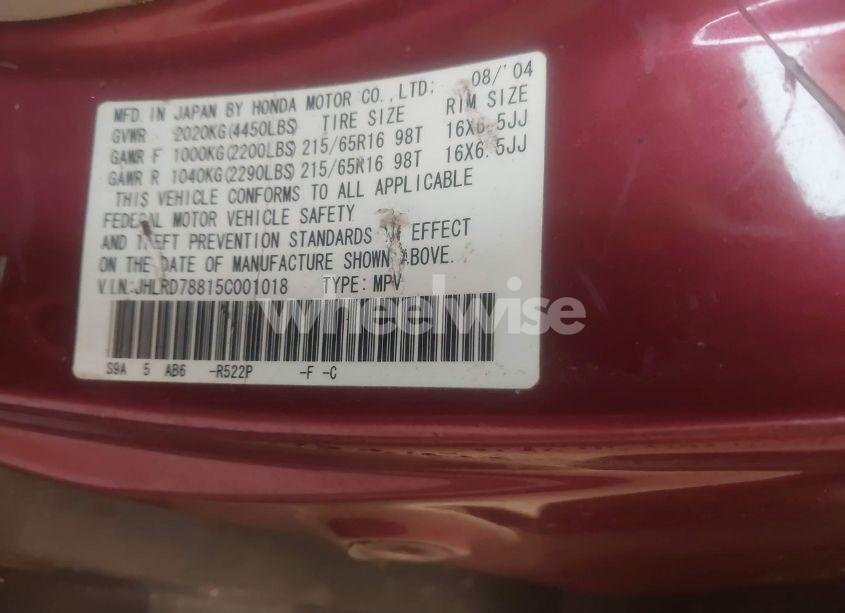 MFD. IN JAPAN BY HONDA MOTOR CO.,LTD; 08/'04
GVWR 2020KG(4450LBS) TIRE SIZE RIM SIZE
GAWR F 1000KG(2200LBS) 215/65R16 98T 16X6.5JJ
GAWR R 1040KG(2290LBS) 215/65R16 98T 16X6.5JJ
THIS VEHICLE CONFORMS TO ALL APPLICABLE
FEDERAL MOTOR VEHICLE SAFETY
AND THEFT PREVENTION STANDARDS IN EFFECT
ON THE DATE OF MANUFACTURE SHOWN ABOVE.
V.I.N.:JHLRD78815C001018 TYPE: MPV
wheelwise
S9A 5 AB6 -R522P -F -C